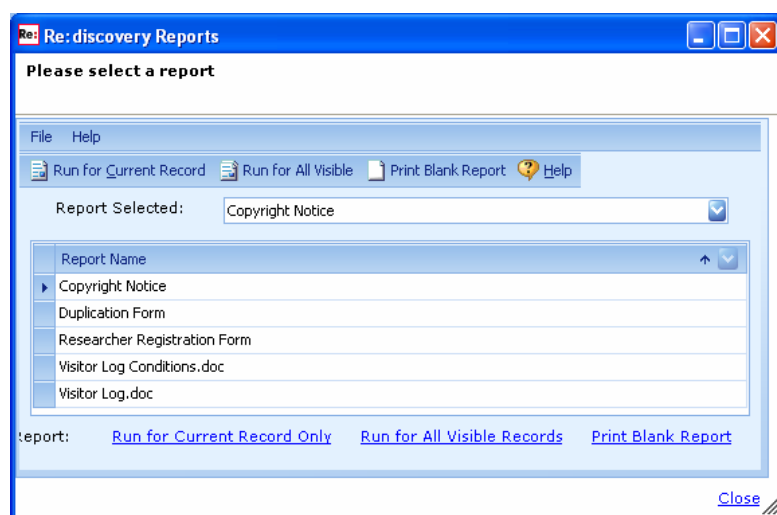 Re: Re:discovery Reports
Please select a report
File Help
Run for Current Record Run for All Visible Print Blank Report Help
Report Selected: Copyright Notice
Report Name
Copyright Notice
Duplication Form
Researcher Registration Form
Visitor Log Conditions.doc
Visitor Log.doc
eport: Run for Current Record Only Run for All Visible Records Print Blank Report
Close